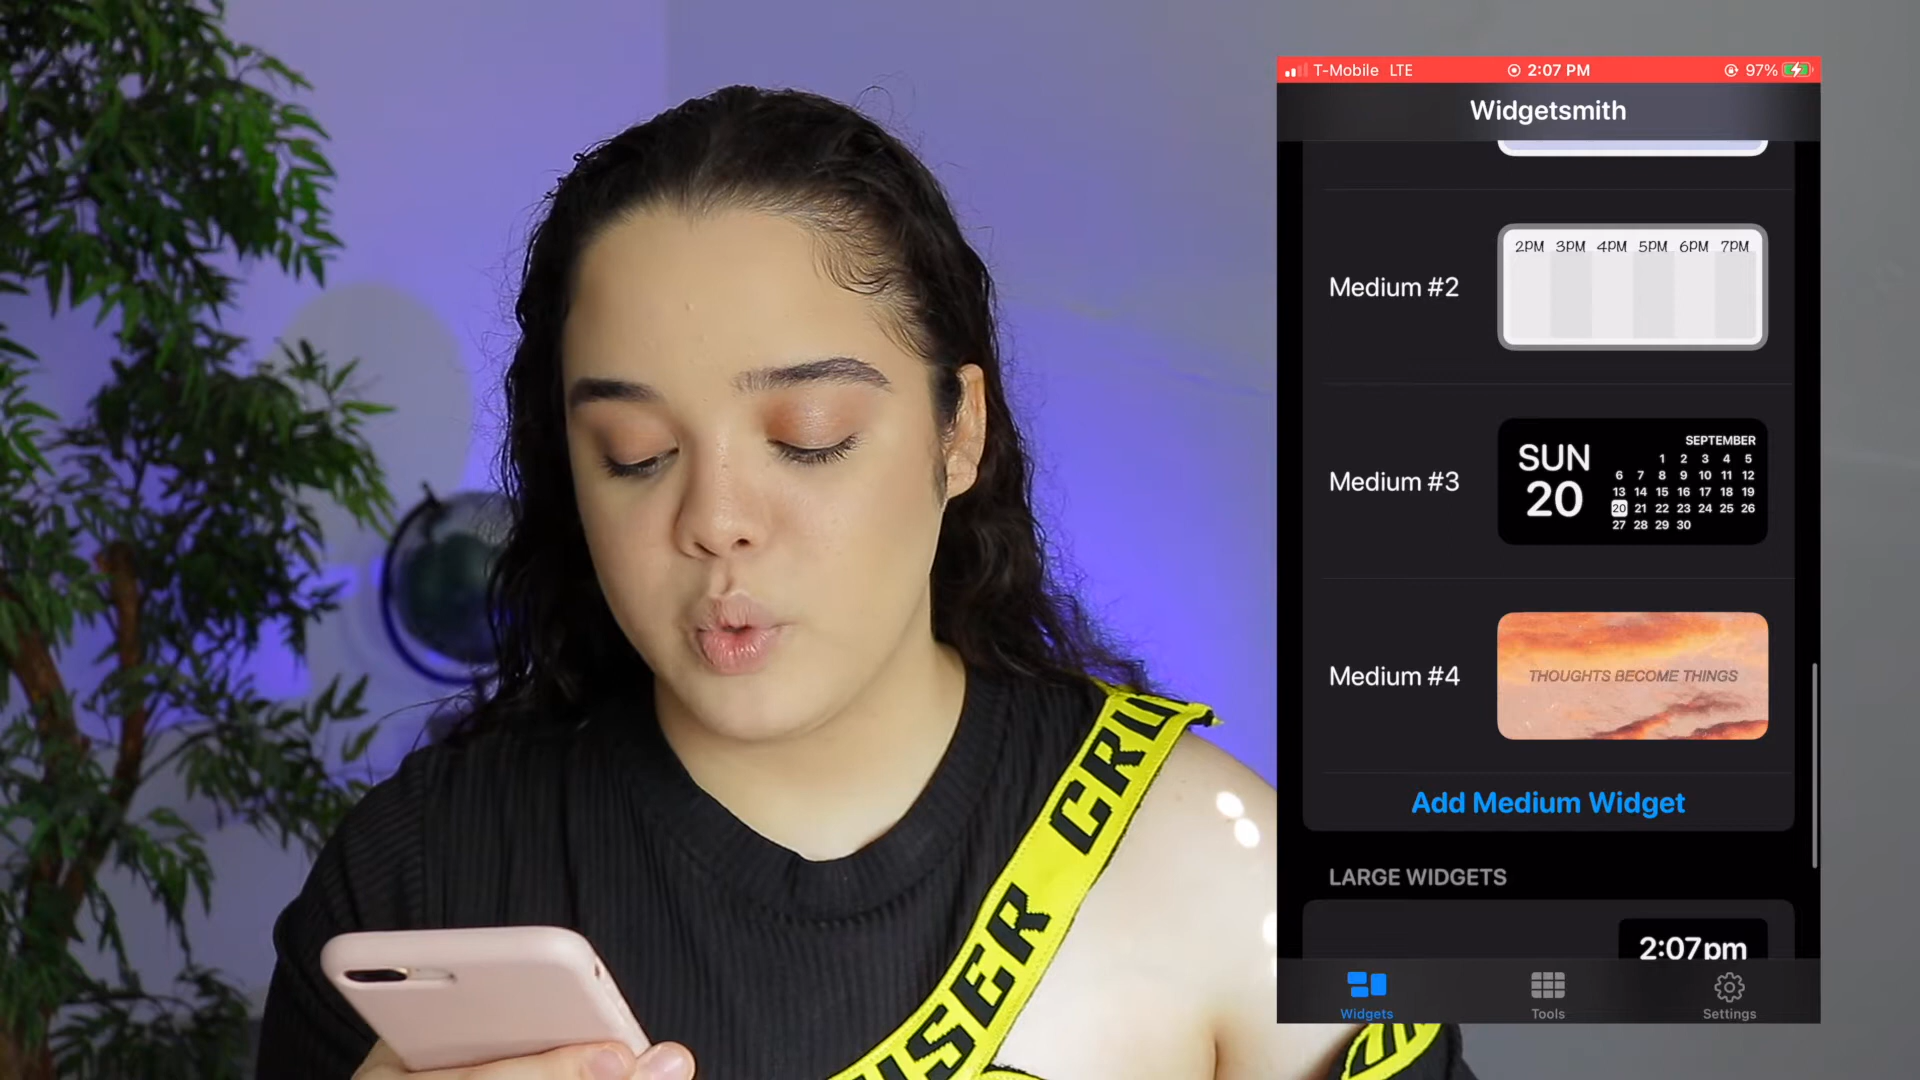 T-Mobile LTE 2:07 PM 97%
Widgetsmith
2PM 3PM 4PM 5PM 6PM 7PM
Medium #2
SEPTEMBER
SUN
20
1 2 3 4 5
6 7 8 9 10 11 12
13 14 15 16 17 18 19
20 21 22 23 24 25 26
27 28 29 30
Medium #3
THOUGHTS BECOME THINGS
Medium #4
Add Medium Widget
LARGE WIDGETS
2:07pm
Widgets Tools Settings
CRU
USER